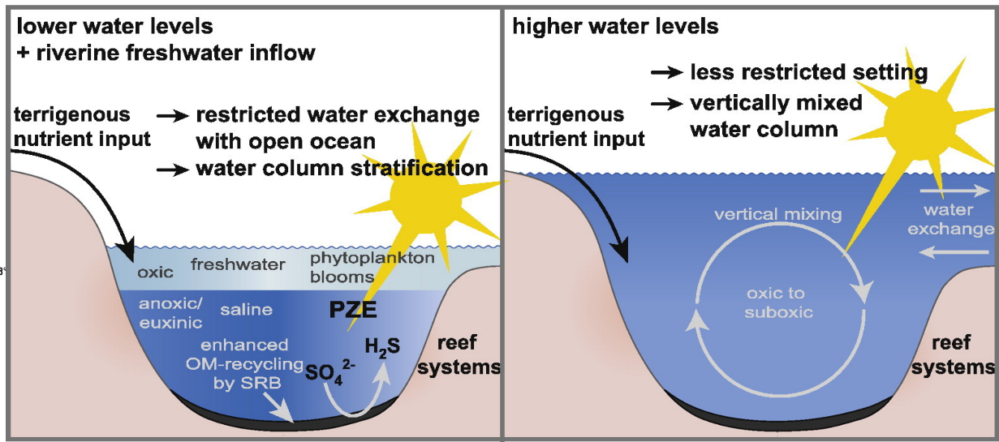 lower water levels
+ riverine freshwater inflow
terrigenous
nutrient input
→ restricted water exchange
with open ocean
→ water column stratification
oxic
freshwater
phytoplankton
blooms
anoxic/
euxinic
saline
PZE
enhanced
OM-recycling
by SRB
SO₄²⁻
H₂S
reef
systems
higher water levels
→ less restricted setting
→ vertically mixed
water column
terrigenous
nutrient input
vertical mixing
water
exchange
oxic to
suboxic
reef
systems